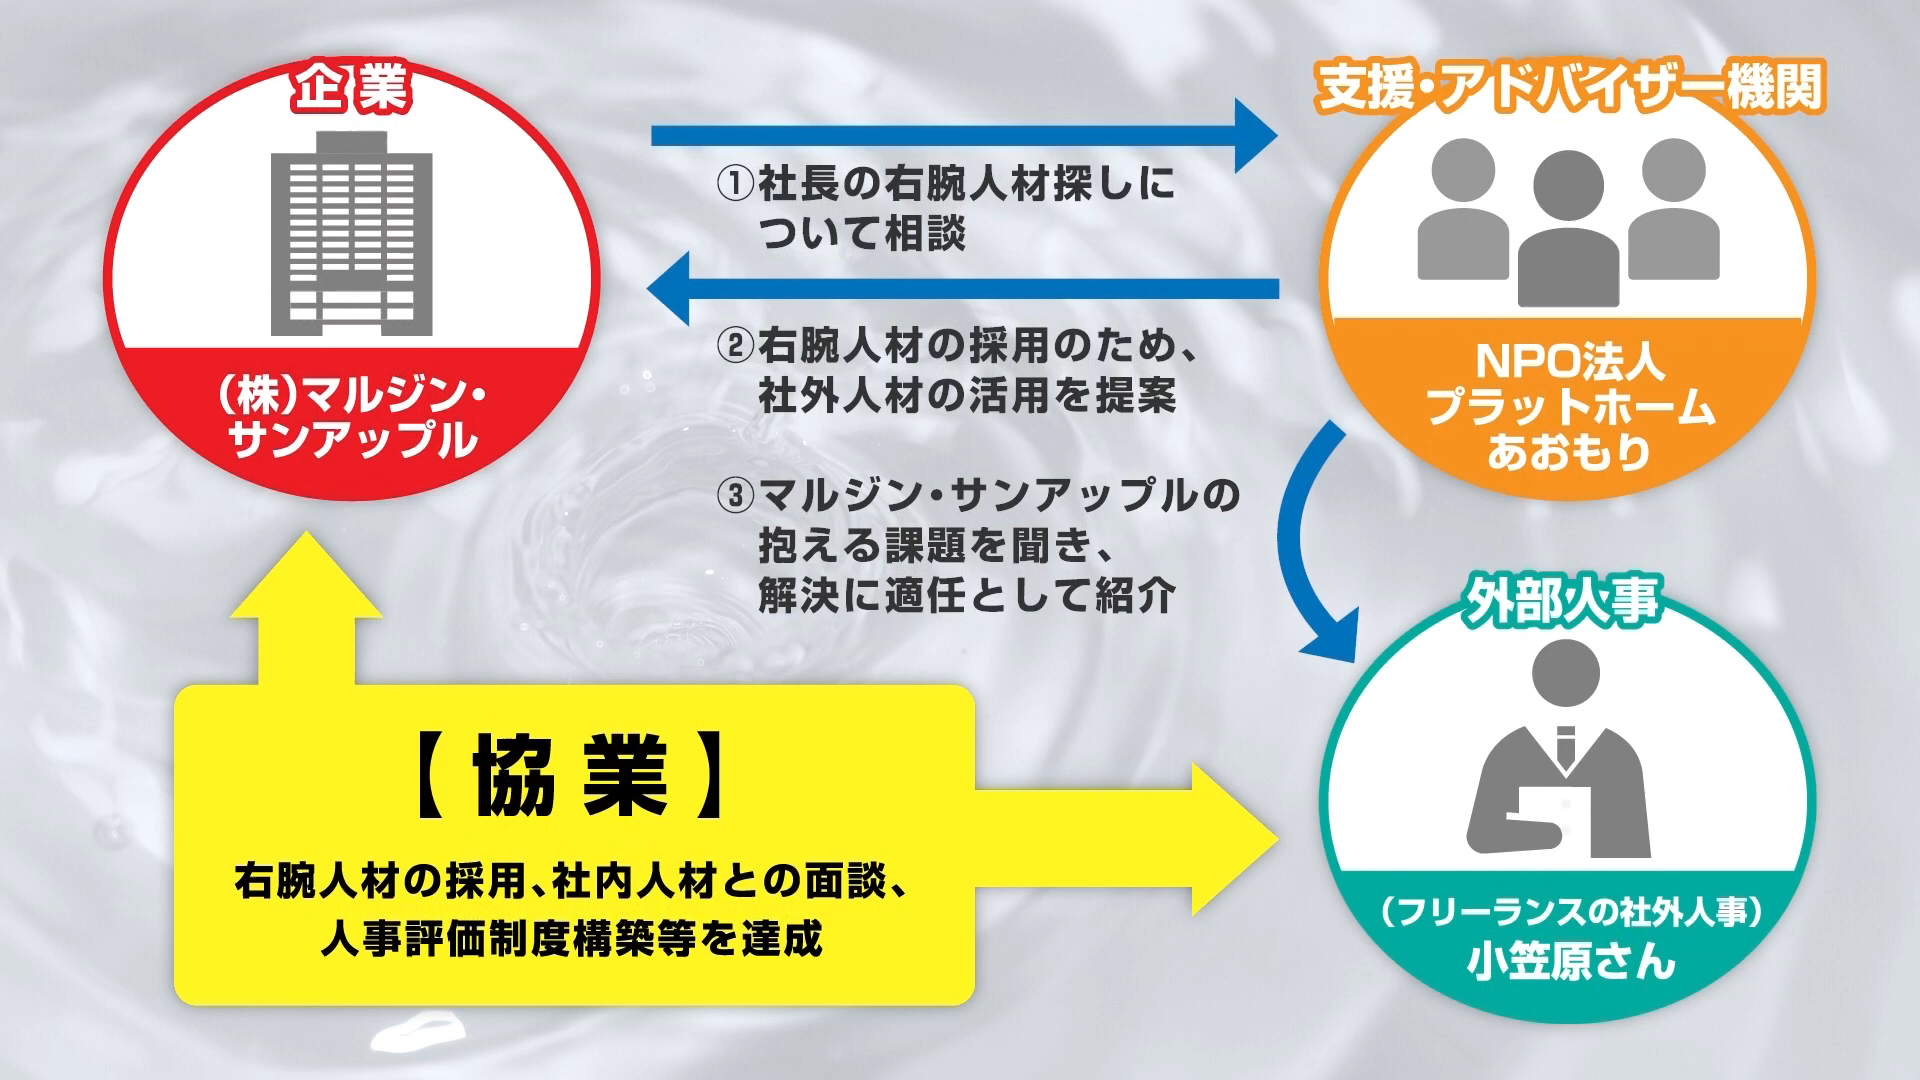 企業
(株)マルジン・
サンアップル
①社長の右腕人材探しに
ついて相談
②右腕人材の採用のため、
社外人材の活用を提案
③マルジン・サンアップルの
抱える課題を聞き、
解決に適任として紹介
支援・アドバイザー機関
NPO法人
プラットホーム
あおもり
外部人事
(フリーランスの社外人事)
小笠原さん
【協業】
右腕人材の採用、社内人材との面談、
人事評価制度構築等を達成